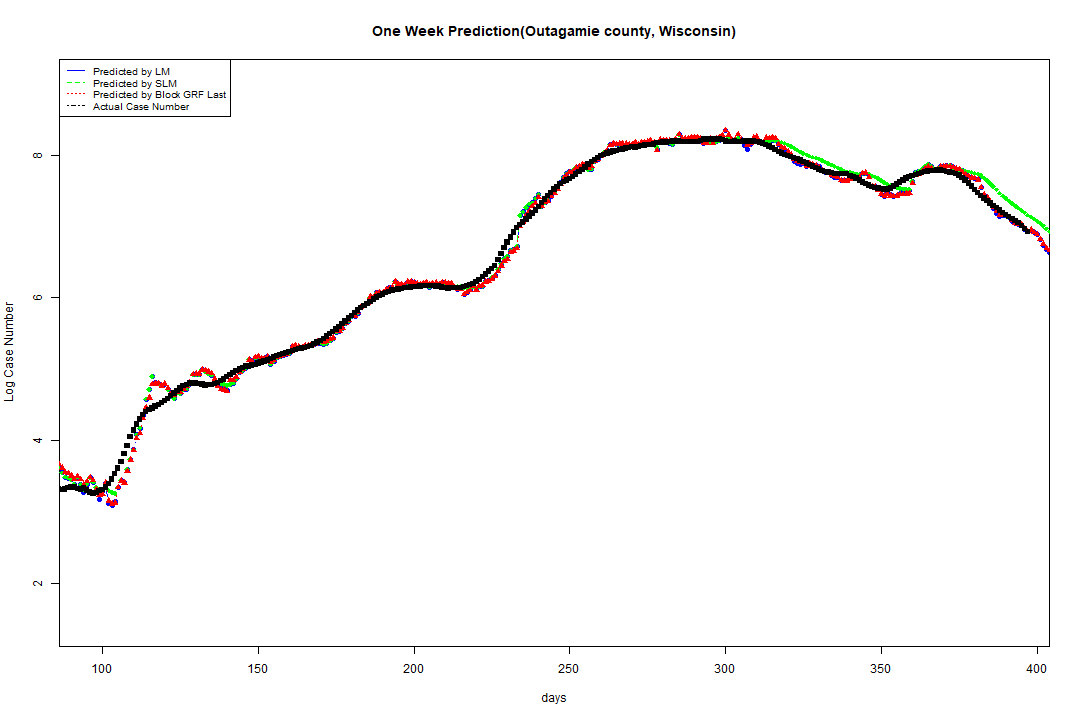 One Week Prediction(Outagamie county, Wisconsin)
Predicted by LM
Predicted by SLM
Predicted by Block GRF Last
Actual Case Number
Log Case Number
8
6
4
2
100 150 200 250 300 350 400
days